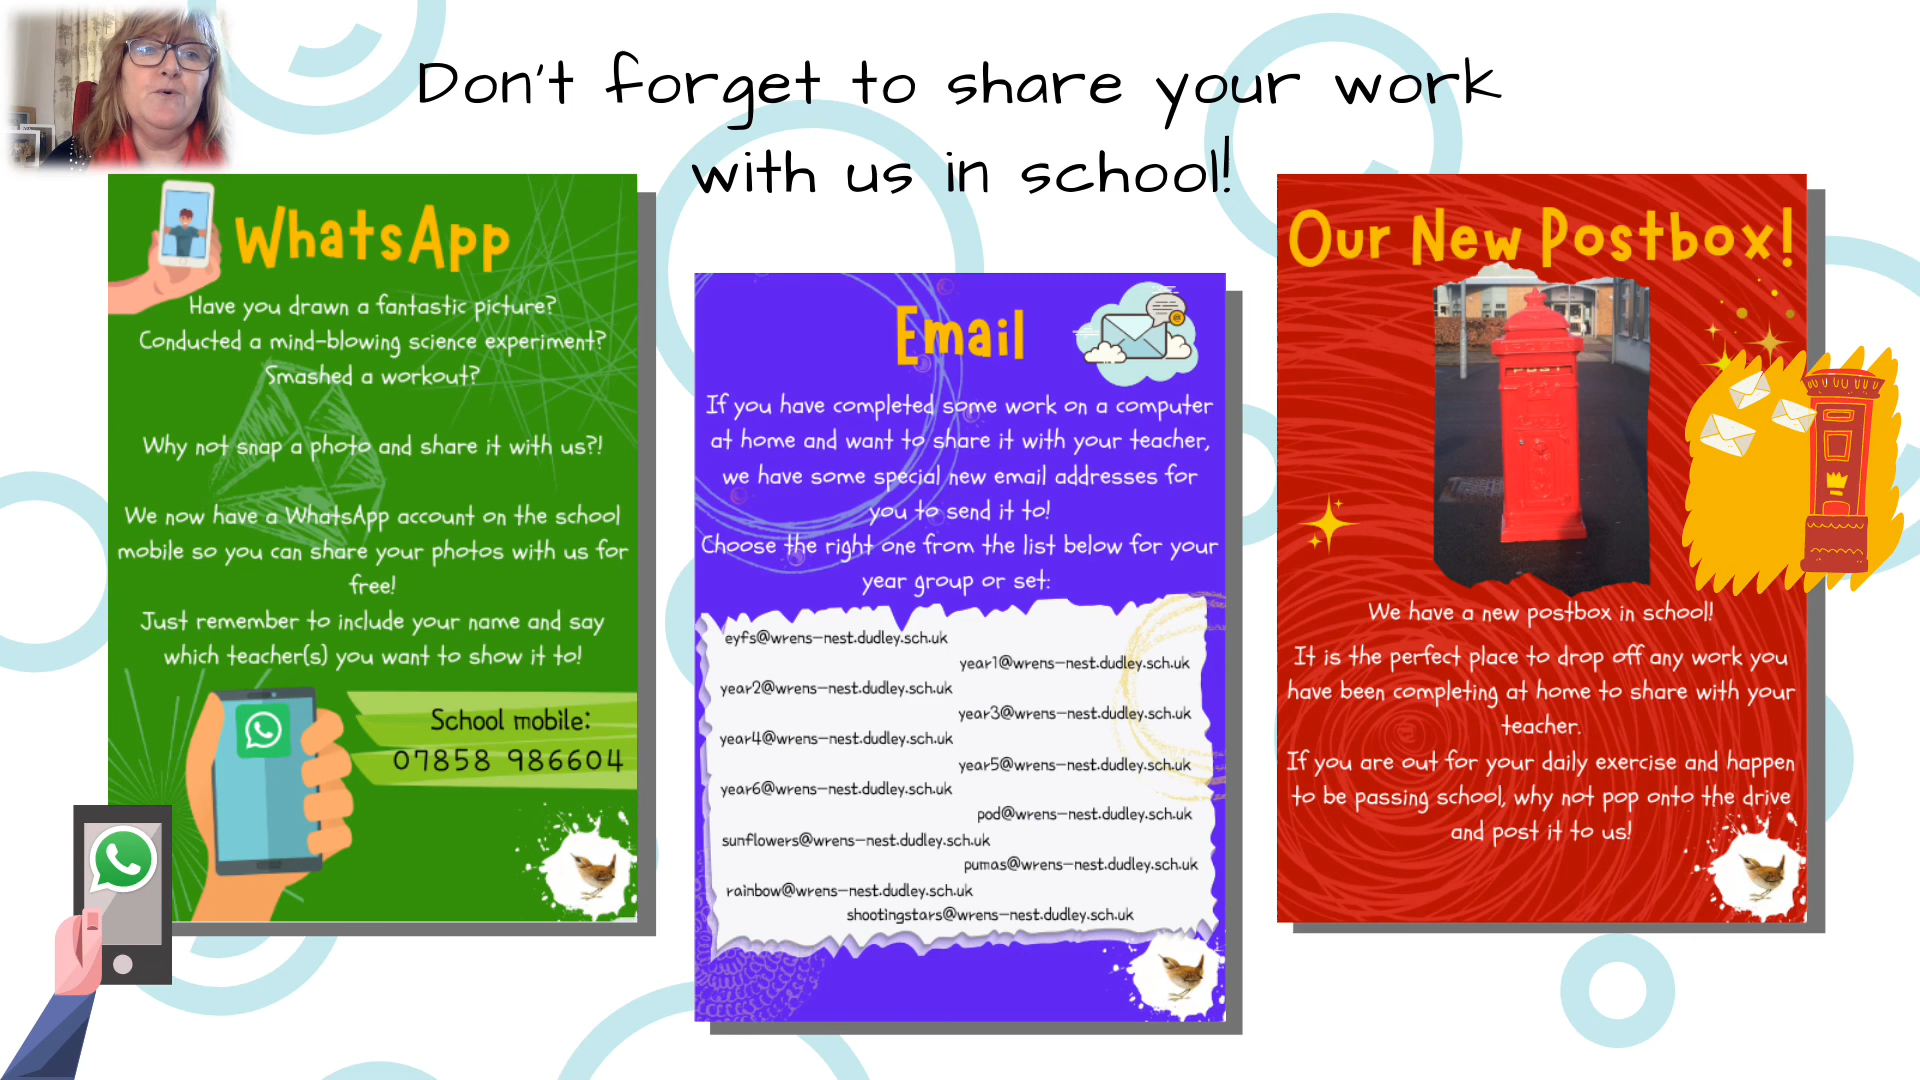 Don't forget to share your work
with us in school!
WhatsApp
Have you drawn a fantastic picture?
Conducted a mind-blowing science experiment?
Smashed a workout?
Why not snap a photo and share it with us?!
We now have a WhatsApp account on the school
mobile so you can share your photos with us for
free!
Just remember to include your name and say
which teacher(s) you want to show it to!
School mobile:
07858 986604
Email
If you have completed some work on a computer
at home and want to share it with your teacher,
we have some special new email addresses for
you to send it to!
Choose the right one from the list below for your
year group or set:
eyfs@wrens-nest.dudley.sch.uk
year1@wrens-nest.dudley.sch.uk
year2@wrens-nest.dudley.sch.uk
year3@wrens-nest.dudley.sch.uk
year4@wrens-nest.dudley.sch.uk
year5@wrens-nest.dudley.sch.uk
year6@wrens-nest.dudley.sch.uk
pod@wrens-nest.dudley.sch.uk
sunflowers@wrens-nest.dudley.sch.uk
pumas@wrens-nest.dudley.sch.uk
rainbow@wrens-nest.dudley.sch.uk
shootingstars@wrens-nest.dudley.sch.uk
Our New Postbox!
POST
We have a new postbox in school!
It is the perfect place to drop off any work you
have been completing at home to share with your
teacher.
If you are out for your daily exercise and happen
to be passing school, why not pop onto the drive
and post it to us!